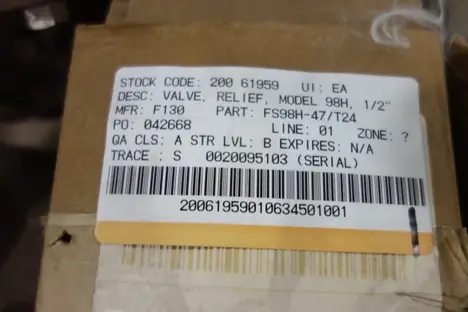 STOCK CODE: 200 61959 UI: EA
DESC: VALVE, RELIEF, MODEL 98H, 1/2"
MFR: F130 PART: FS98H-47/T24
PO: 042668 LINE: 01 ZONE: ?
QA CLS: A STR LVL: B EXPIRES: N/A
TRACE : S 0020095103 (SERIAL)
20061959010634501001